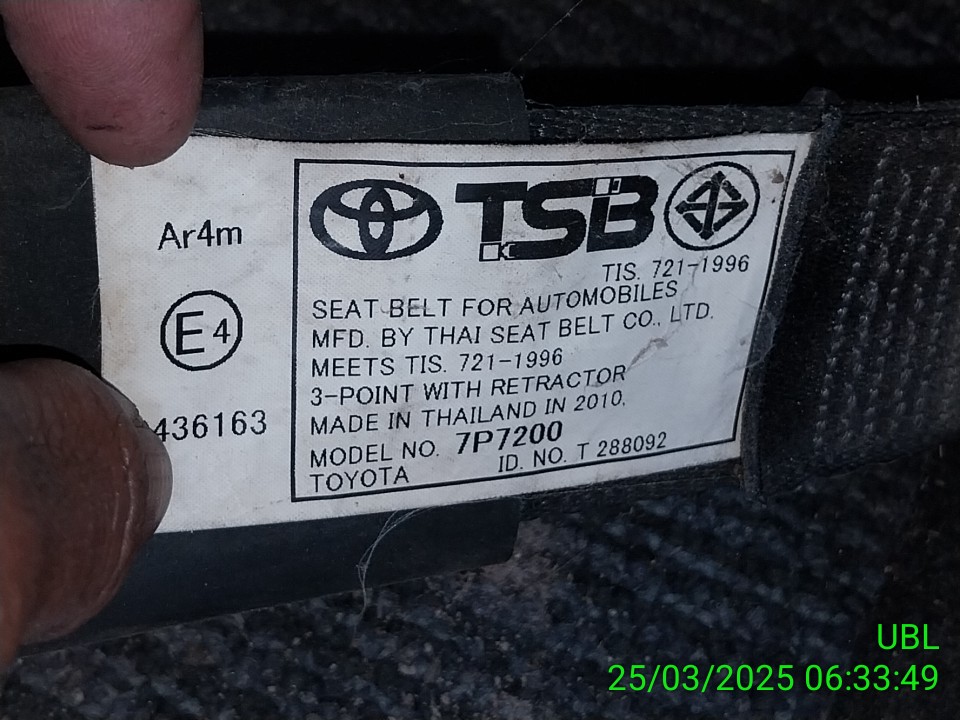 Ar4m
E4
436163
TSB
TIS. 721-1996
SEAT BELT FOR AUTOMOBILES
MFD. BY THAI SEAT BELT CO., LTD.
MEETS TIS. 721-1996
3-POINT WITH RETRACTOR
MADE IN THAILAND IN 2010.
MODEL NO. 7P7200
TOYOTA ID. NO. T 288092
UBL
25/03/2025 06:33:49